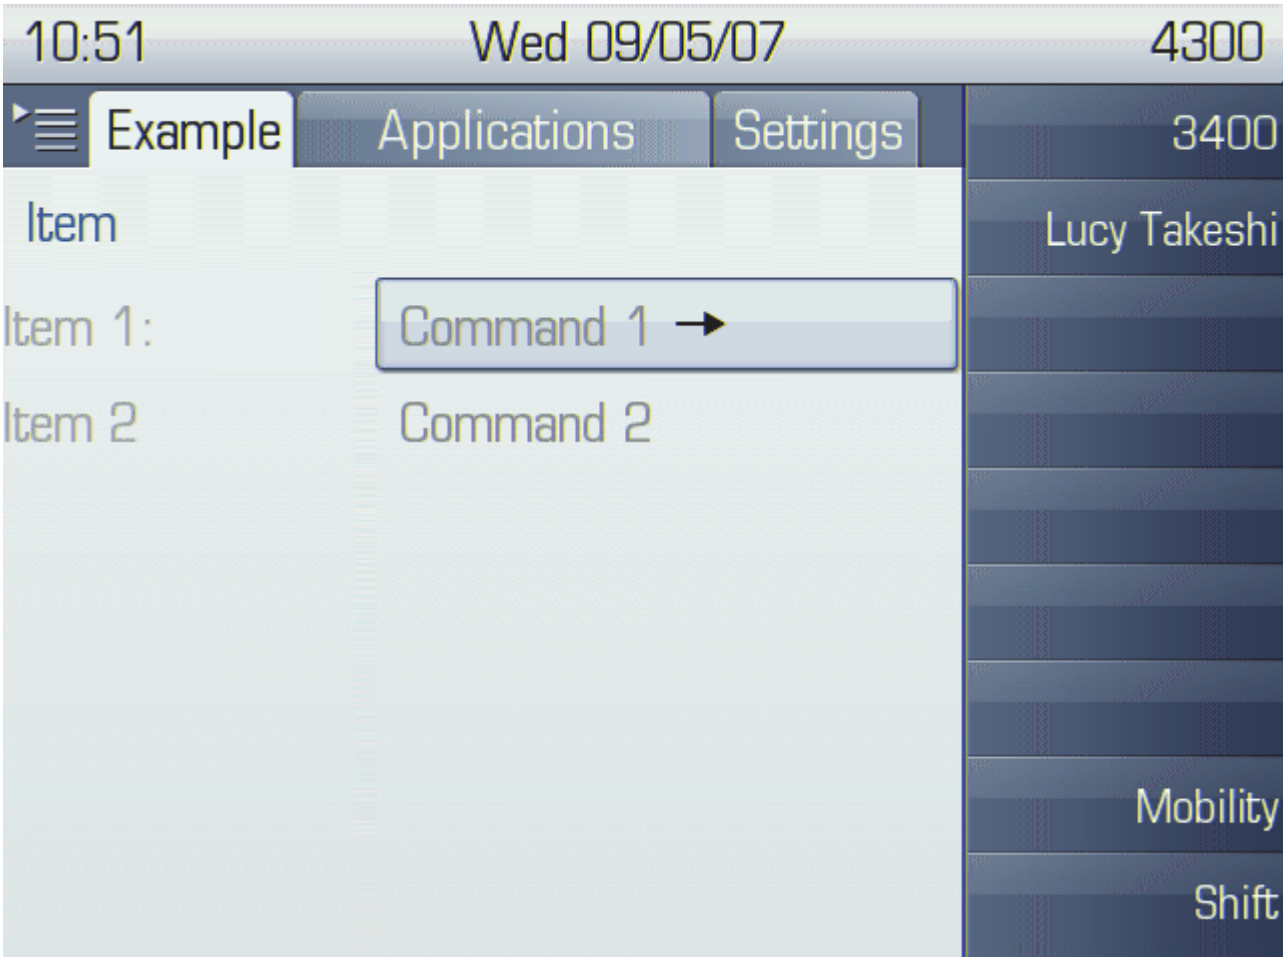 10:51 Wed 09/05/07 4300
Example Applications Settings
3400
Item
Lucy Takeshi
Item 1: Command 1 →
Item 2 Command 2
Mobility
Shift